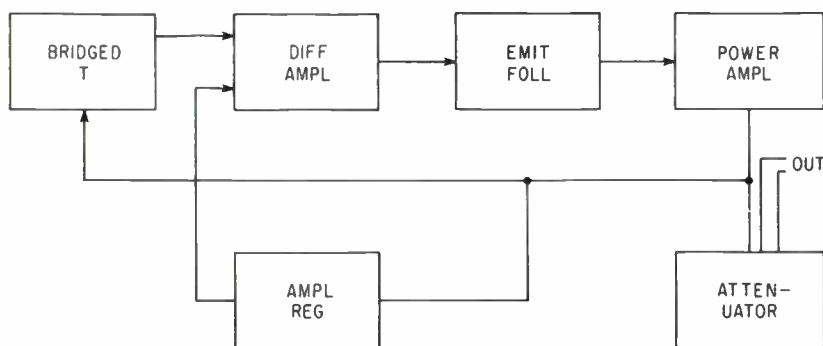 BRIDGED
T
DIFF
AMPL
EMIT
FOLL
POWER
AMPL
OUT
AMPL
REG
ATTEN-
UATOR